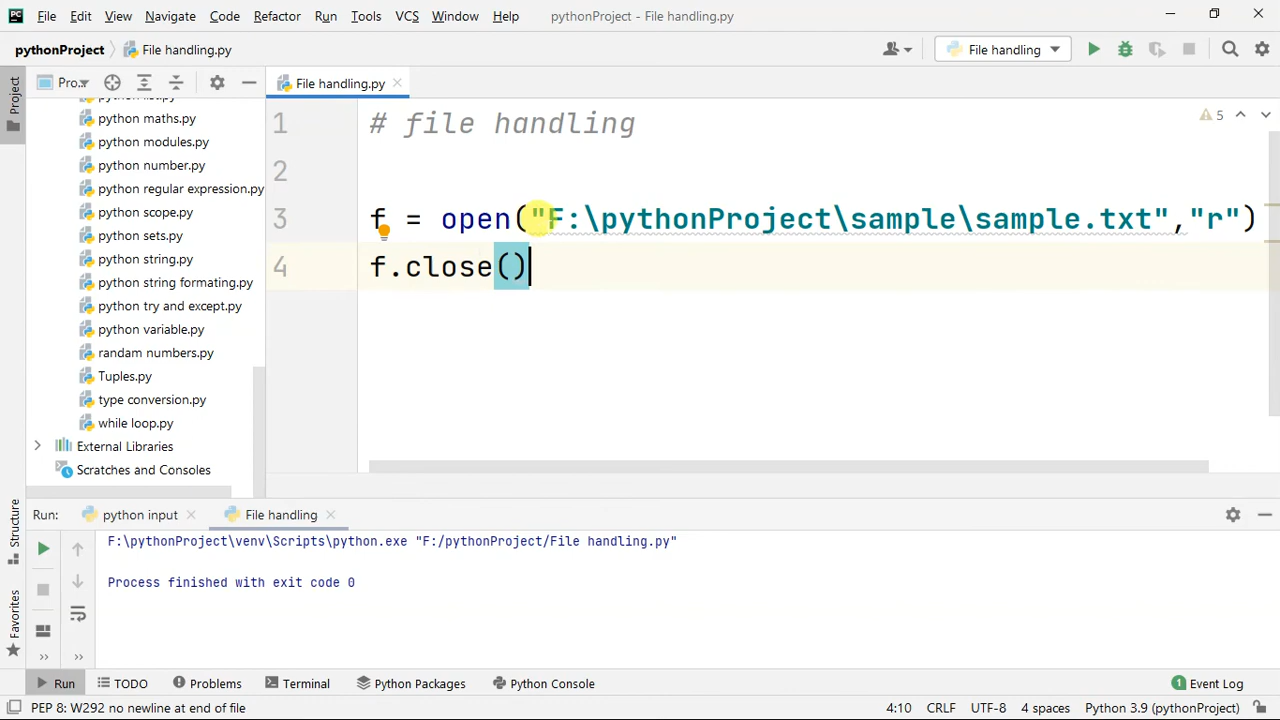 File Edit View Navigate Code Refactor Run Tools VCS Window Help pythonProject - File handling.py
pythonProject File handling.py File handling
Project
Pro...
File handling.py
python list.py
python maths.py
python modules.py
python number.py
python regular expression.py
python scope.py
python sets.py
python string.py
python string formating.py
python try and except.py
python variable.py
randam numbers.py
Tuples.py
type conversion.py
while loop.py
External Libraries
Scratches and Consoles
1 # file handling
2
3 f = open("F:\pythonProject\sample\sample.txt","r")
4 f.close()
5
Structure
Favorites
Run: python input File handling
F:\pythonProject\venv\Scripts\python.exe "F:/pythonProject/File handling.py"
Process finished with exit code 0
Run TODO Problems Terminal Python Packages Python Console 1 Event Log
PEP 8: W292 no newline at end of file 4:10 CRLF UTF-8 4 spaces Python 3.9 (pythonProject)